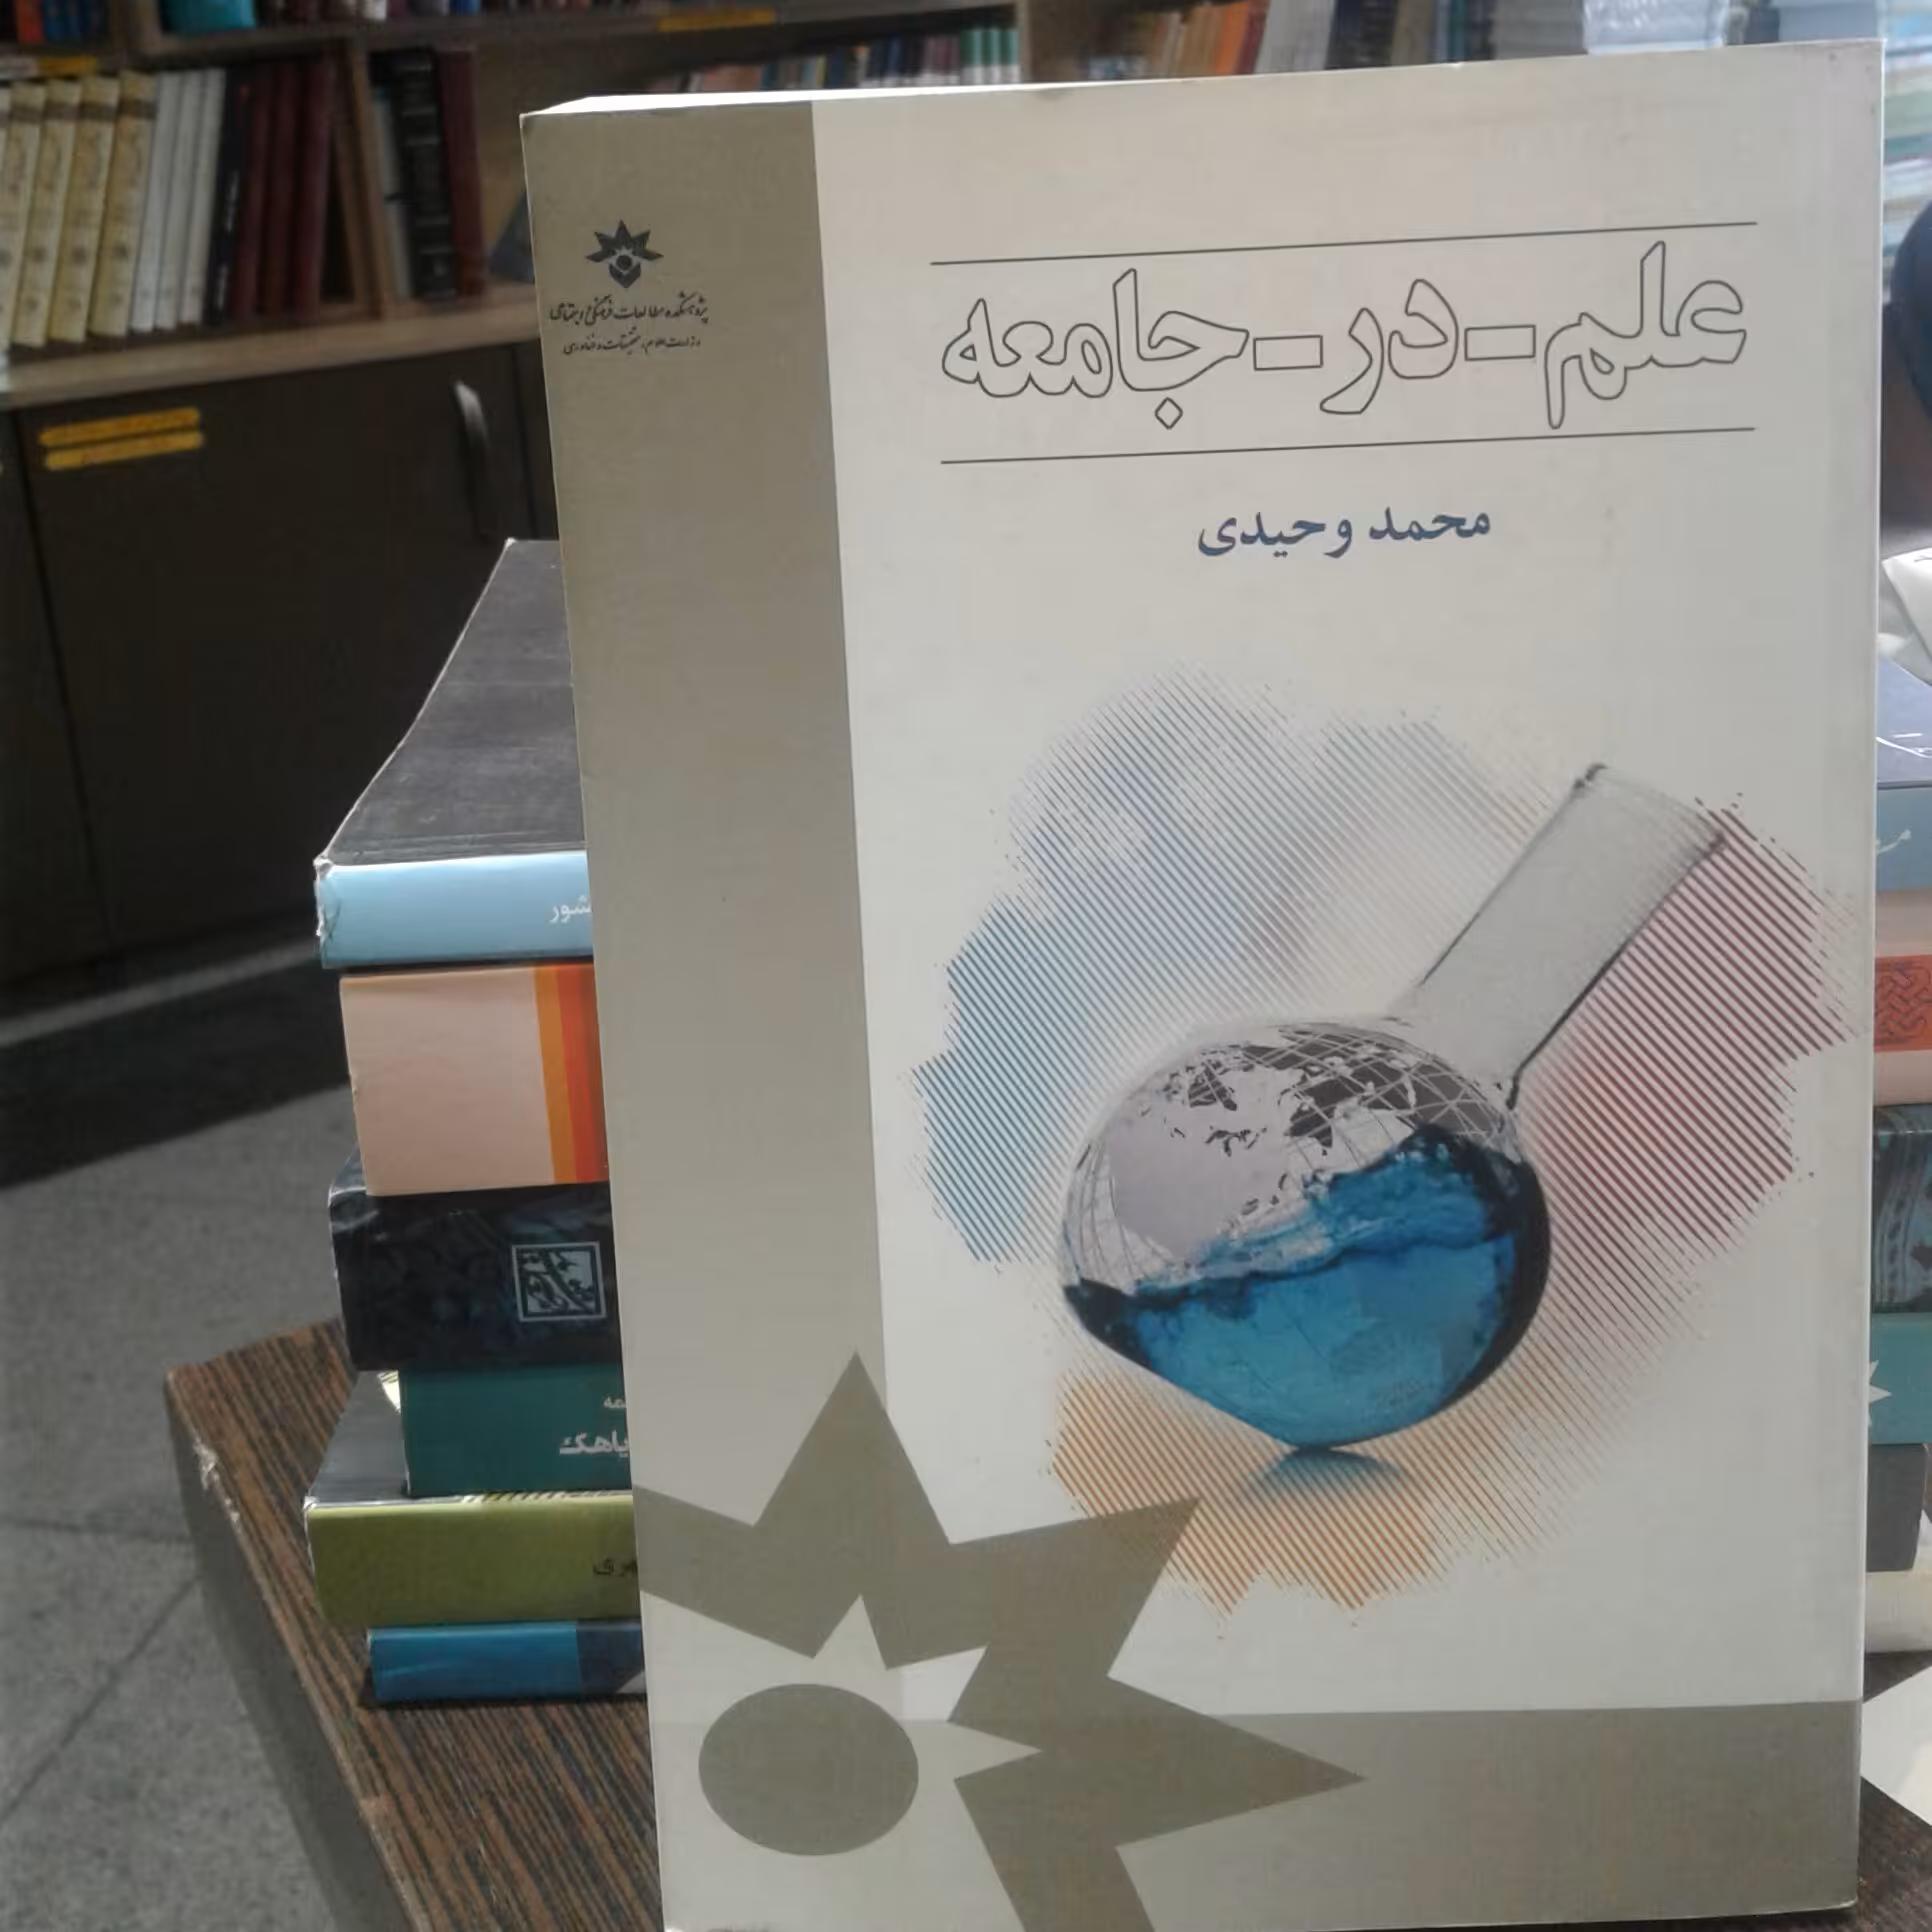 علم-در-جامعه
محمد وحیدی
پژوهشکده مطالعات فرهنگی و اجتماعی
وزارت علوم، تحقیقات و فناوری